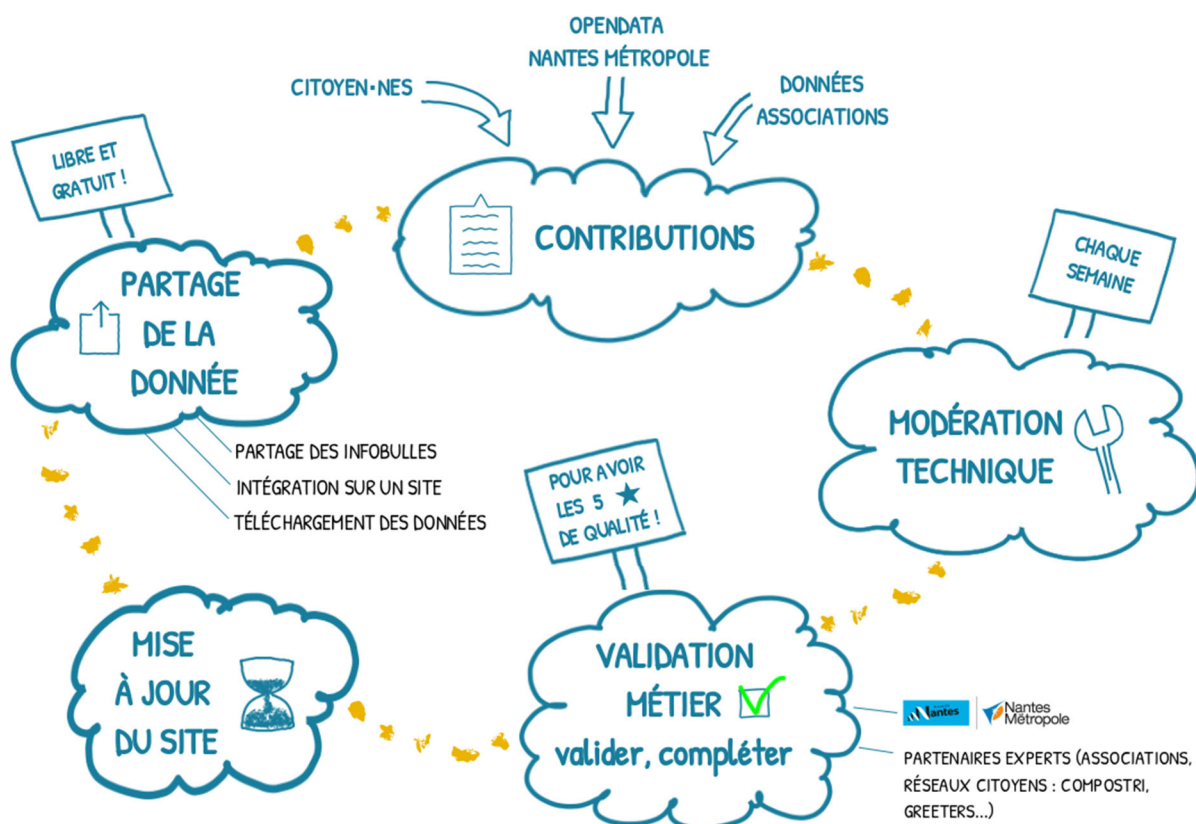 OPENDATA
NANTES MÉTROPOLE
CITOYEN•NES
DONNÉES
ASSOCIATIONS
LIBRE ET
GRATUIT !
CONTRIBUTIONS
CHAQUE
SEMAINE
PARTAGE
DE LA
DONNÉE
MODÉRATION
TECHNIQUE
PARTAGE DES INFOBULLES
INTÉGRATION SUR UN SITE
TÉLÉCHARGEMENT DES DONNÉES
POUR AVOIR
LES 5 ★
DE QUALITÉ !
MISE
À JOUR
DU SITE
VALIDATION
MÉTIER
valider, compléter
Nantes
Nantes
Métropole
PARTENAIRES EXPERTS (ASSOCIATIONS,
RÉSEAUX CITOYENS : COMPOSTRI,
GREETERS...)